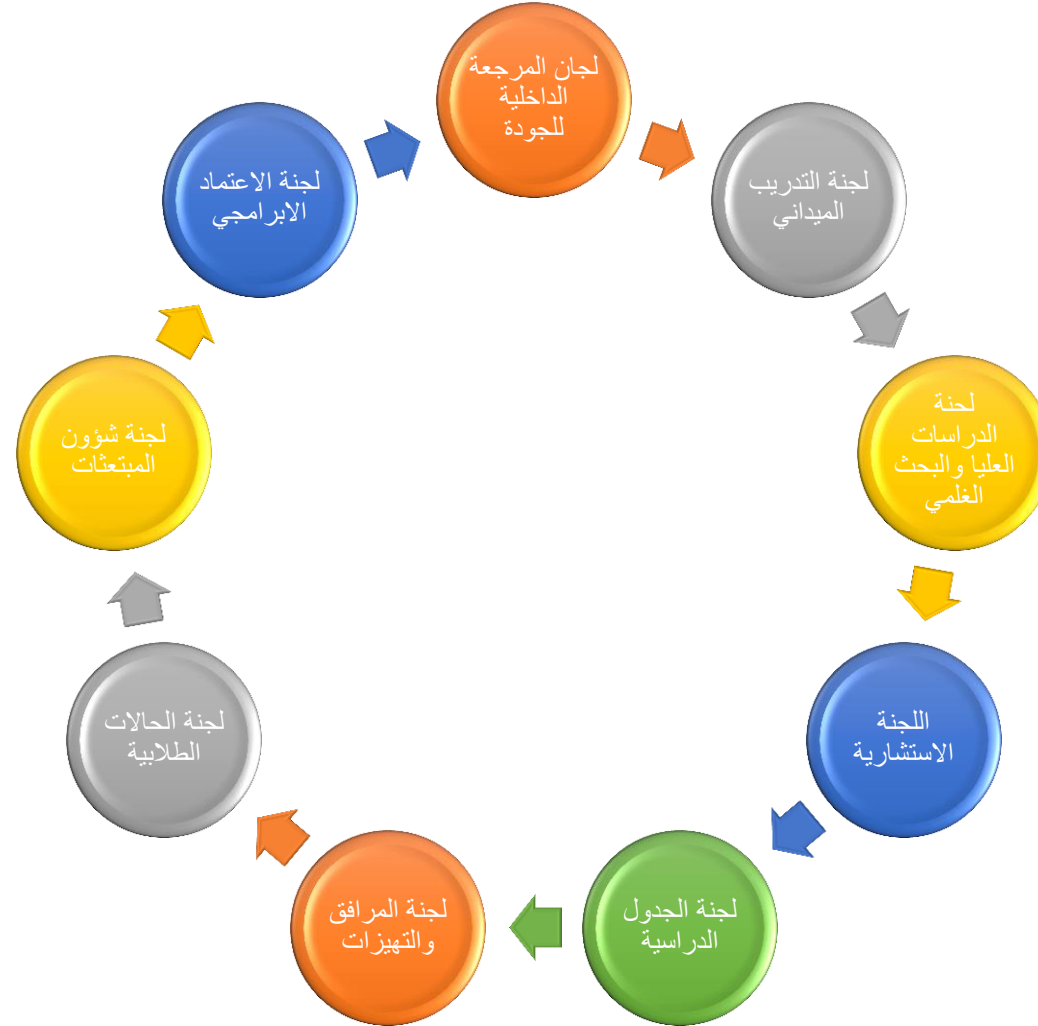 لجان المرجعة
الداخلية
للجودة
لجنة التدريب
الميداني
لحنة
الدراسات
العليا والبحث
الغلمي
اللجنة
الاستشارية
لجنة الجدول
الدراسية
لجنة المرافق
والتهيزات
لجنة الحالات
الطلابية
لجنة شؤون
المبتعثات
لجنة الاعتماد
الابرامجي